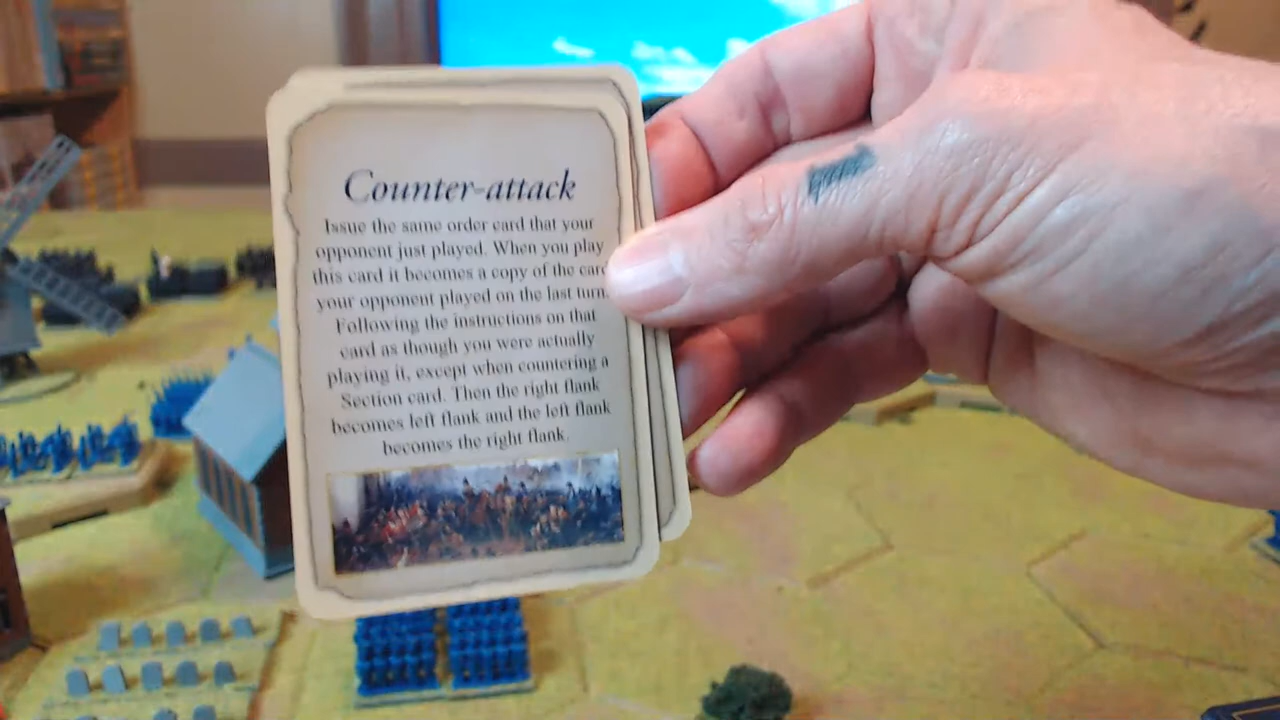 Counter-attack
Issue the same order card that your
opponent just played. When you play
this card it becomes a copy of the card
your opponent played on the last turn
Following the instructions on that
card as though you were actually
playing it, except when countering a
Section card. Then the right flank
becomes left flank and the left flank
becomes the right flank.